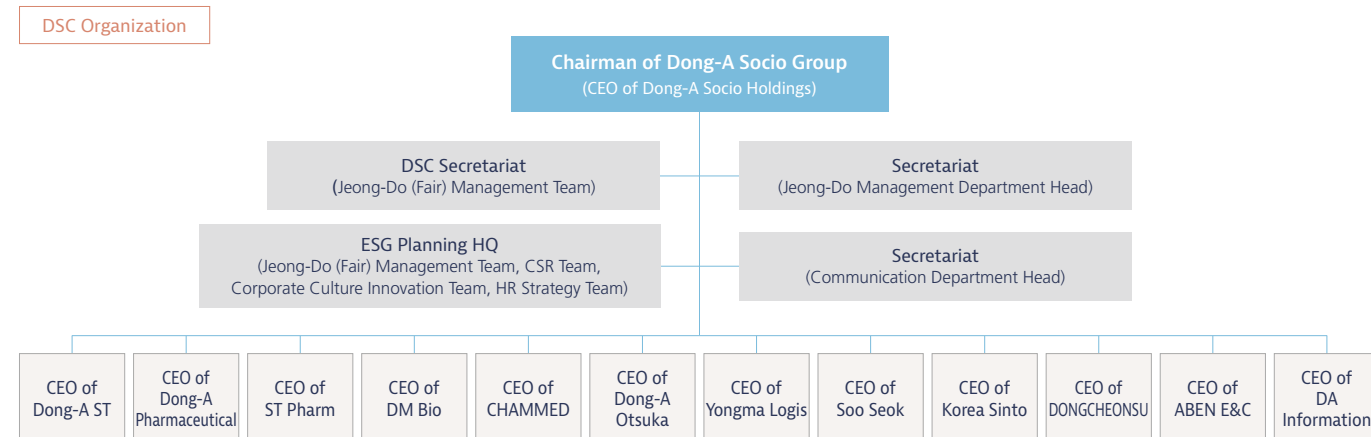 DSC Organization
Chairman of Dong-A Socio Group
(CEO of Dong-A Socio Holdings)
DSC Secretariat
(Jeong-Do (Fair) Management Team)
Secretariat
(Jeong-Do Management Department Head)
ESG Planning HQ
(Jeong-Do (Fair) Management Team, CSR Team,
Corporate Culture Innovation Team, HR Strategy Team)
Secretariat
(Communication Department Head)
CEO of
Dong-A ST
CEO of
Dong-A
Pharmaceutical
CEO of
ST Pharm
CEO of
DM Bio
CEO of
CHAMMED
CEO of
Dong-A
Otsuka
CEO of
Yongma Logis
CEO of
Soo Seok
CEO of
Korea Sinto
CEO of
DONGCHEONSU
CEO of
ABEN E&C
CEO of
DA
Information